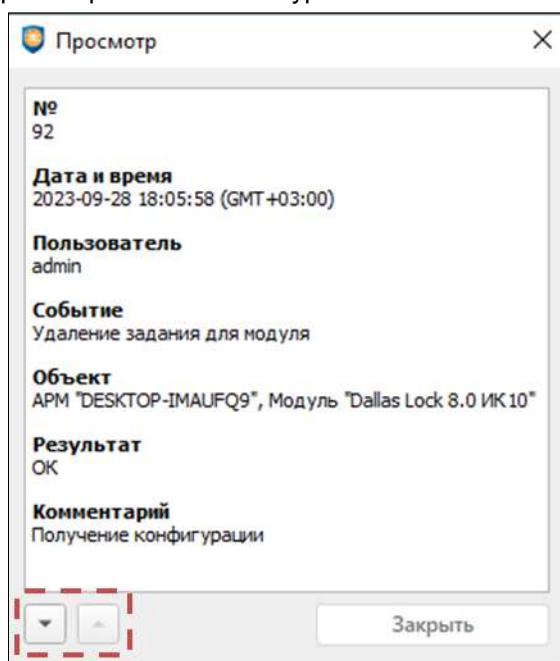 Просмотр
№
92
Дата и время
2023-09-28 18:05:58 (GMT+03:00)
Пользователь
admin
Событие
Удаление задания для модуля
Объект
АРМ "DESKTOP-IMAUFQ9", Модуль "Dallas Lock 8.0 ИК10"
Результат
ОК
Комментарий
Получение конфигурации
Закрыть